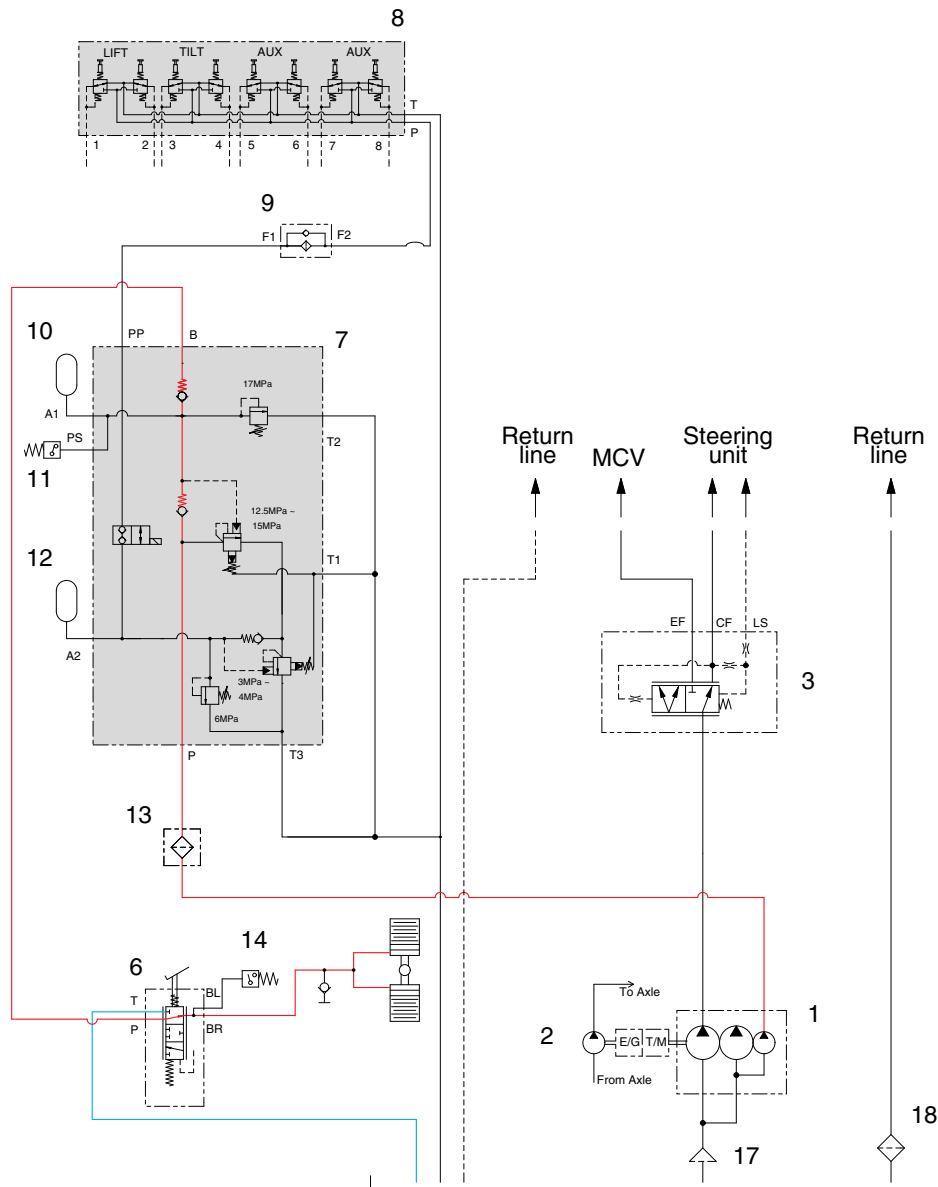 8
LIFT TILT AUX AUX
T
P
1 2 3 4 5 6 7 8
9
F1 F2
10 PP B 7
17MPa
A1
PS T2
11
Return
line
MCV
Steering
unit
Return
line
12.5MPa ~
15MPa
12 T1
EF CF LS
A2
3MPa ~
4MPa
3
6MPa
P T3
13
14
6 BL
T
P BR
To Axle
1
2 E/G T/M
From Axle
17 18